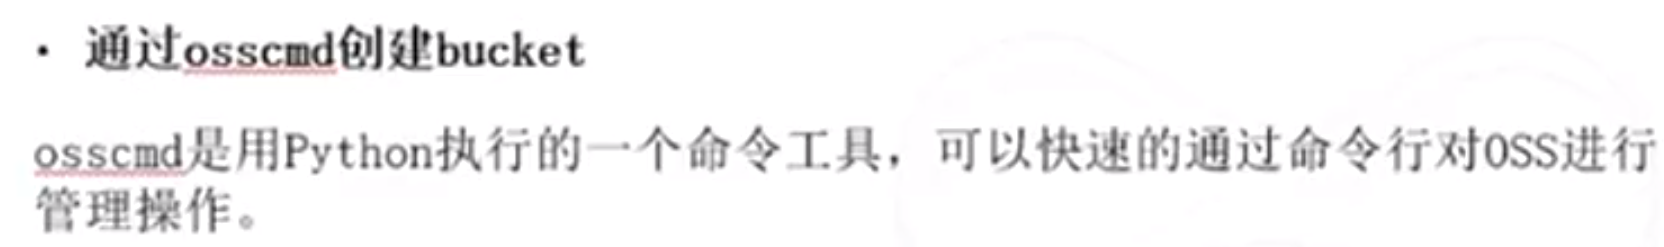 · 通过osscmd创建bucket
osscmd是用Python执行的一个命令工具，可以快速的通过命令行对OSS进行
管理操作。